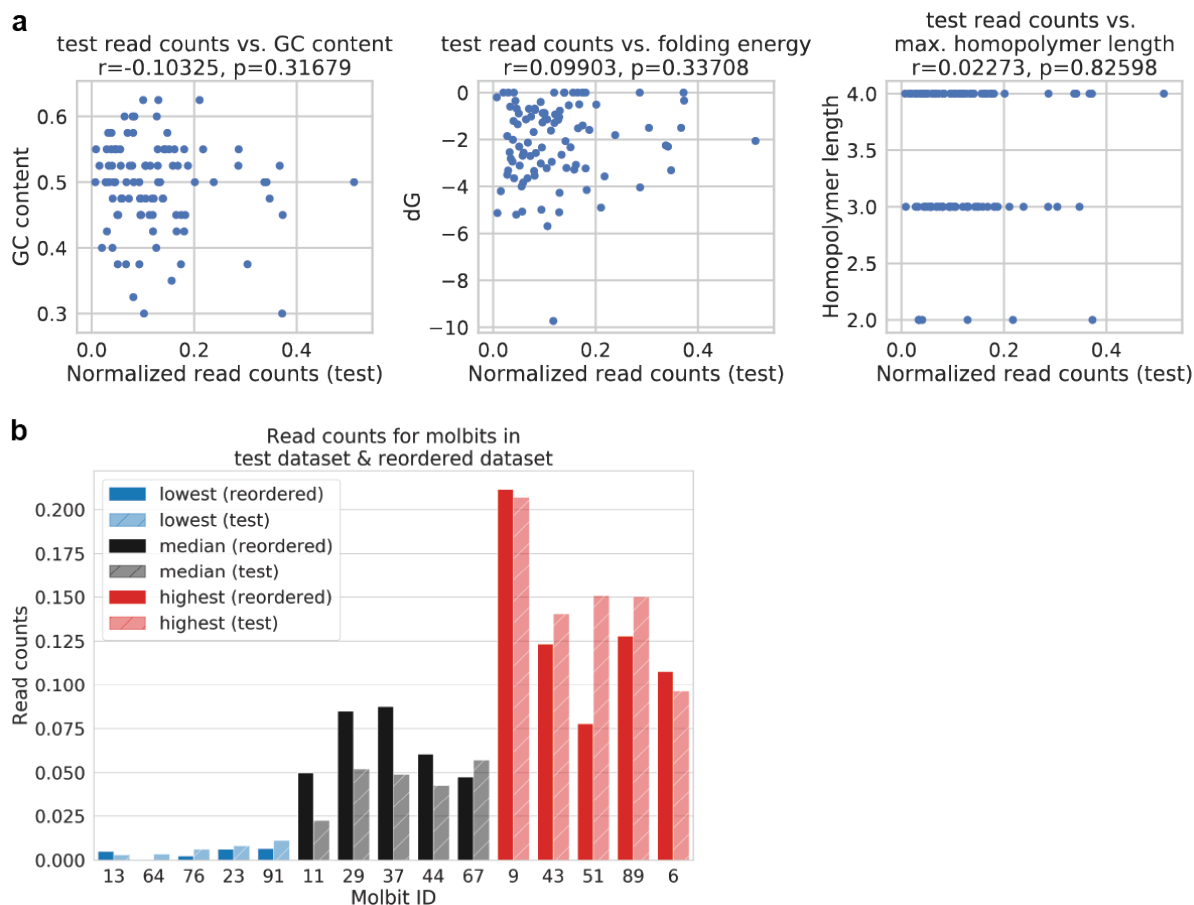 a
test read counts vs. GC content
r=-0.10325, p=0.31679
GC content
0.6
0.5
0.4
0.3
0.0 0.2 0.4
Normalized read counts (test)
test read counts vs. folding energy
r=0.09903, p=0.33708
dG
0
−2
−4
−6
−8
−10
0.0 0.2 0.4
Normalized read counts (test)
test read counts vs.
max. homopolymer length
r=0.02273, p=0.82598
Homopolymer length
4.0
3.5
3.0
2.5
2.0
0.0 0.2 0.4
Normalized read counts (test)
b
Read counts for molbits in
test dataset & reordered dataset
lowest (reordered)
lowest (test)
median (reordered)
median (test)
highest (reordered)
highest (test)
Read counts
0.200
0.175
0.150
0.125
0.100
0.075
0.050
0.025
0.000
13 64 76 23 91 11 29 37 44 67 9 43 51 89 6
Molbit ID